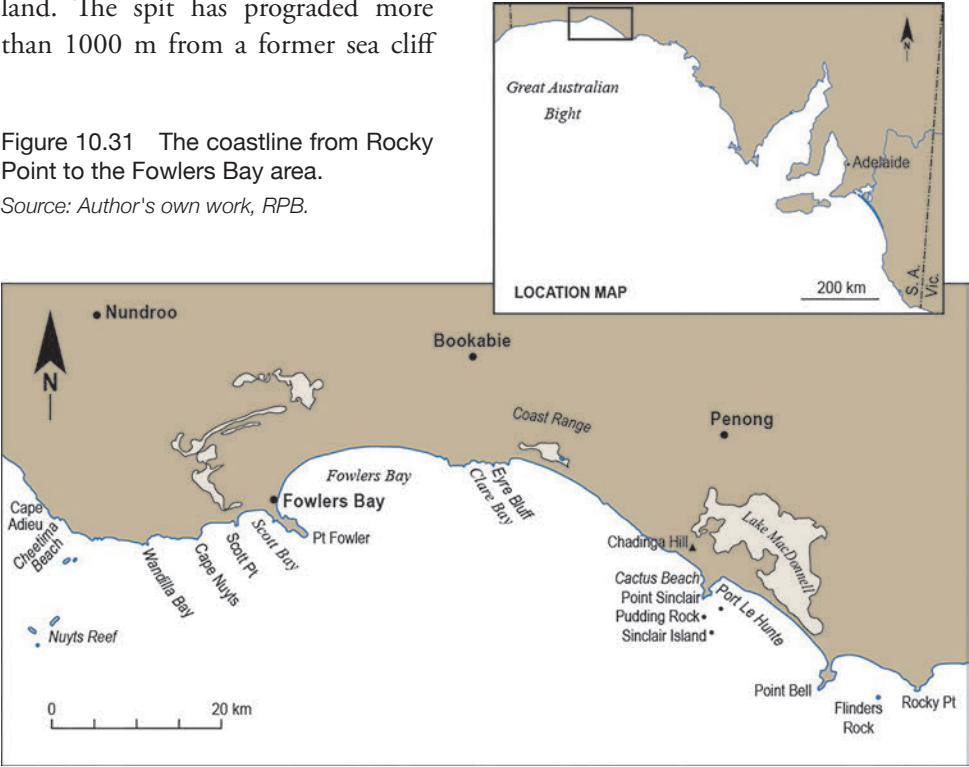 land. The spit has prograded more
than 1000 m from a former sea cliff
Figure 10.31 The coastline from Rocky
Point to the Fowlers Bay area.
Source: Author's own work, RPB.
N
Great Australian
Bight
Adelaide
LOCATION MAP
200 km
S. A.
Vic.
Nundroo
N
Bookabie
Coast Range
Penong
Fowlers Bay
Fowlers Bay
Clare Bay
Eyre Bluff
Cape
Adieu
Cheetima
Beach
Wandilla Bay
Cape Nuyts
Scott Pt
Scott Bay
Pt Fowler
Lake MacDonnell
Chadinga Hill
Cactus Beach
Point Sinclair
Pudding Rock
Sinclair Island
Port Le Hunte
Nuyts Reef
0 20 km
Point Bell
Flinders
Rock
Rocky Pt